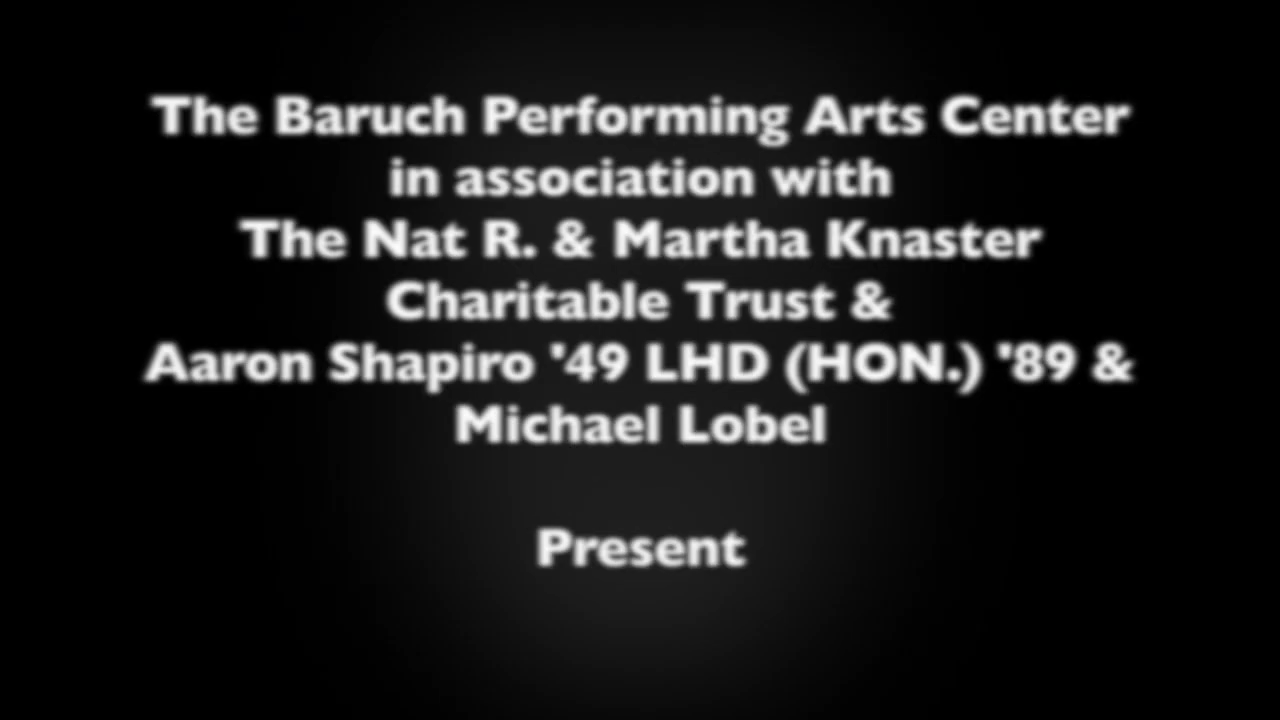 The Baruch Performing Arts Center
in association with
The Nat R. & Martha Knaster
Charitable Trust &
Aaron Shapiro '49 LHD (HON.) '89 &
Michael Lobel
Present